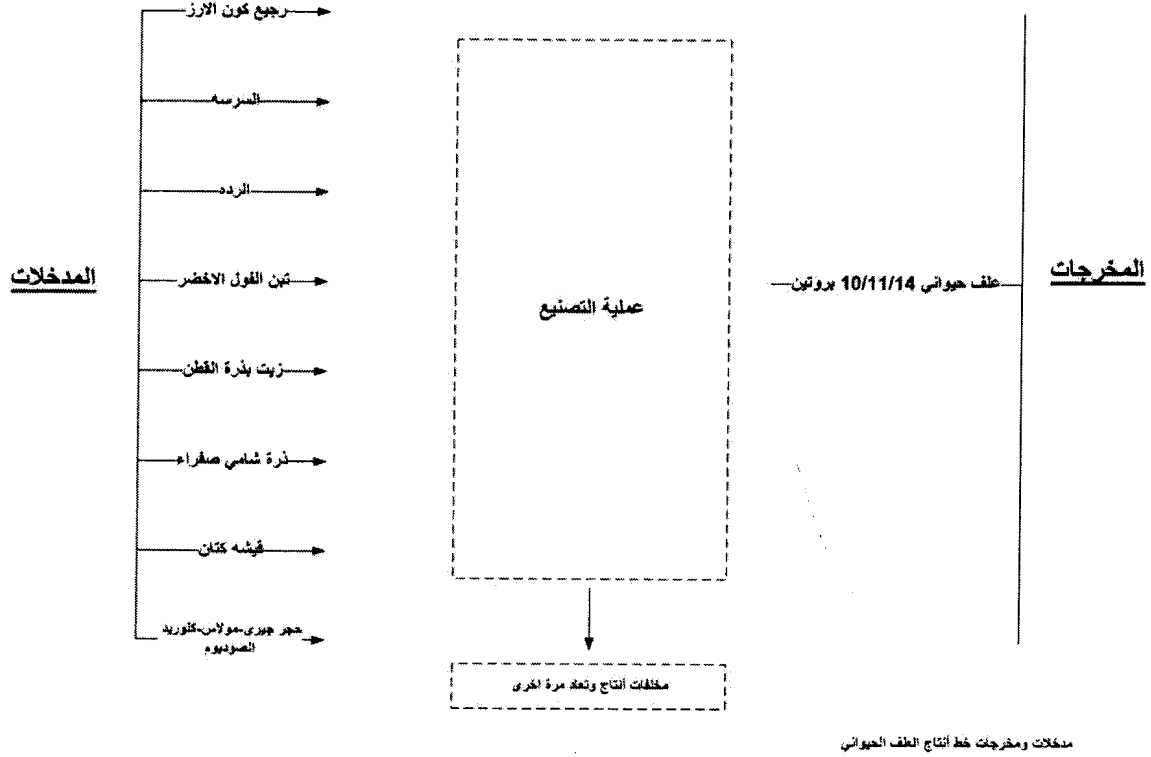 المدخلات
رجيع كون الارز
السرسه
الرده
تبن الفول الاخضر
زيت بذرة القطن
ذرة شامي صفراء
قيشه كتان
حجر جيرى-مولاس-كلوريد
الصوديوم
عملية التصنيع
مخلفات أنتاج وتعاد مرة اخرى
علف حيواني 10/11/14 بروتين
المخرجات
مدخلات ومخرجات خط أنتاج العلف الحيواني